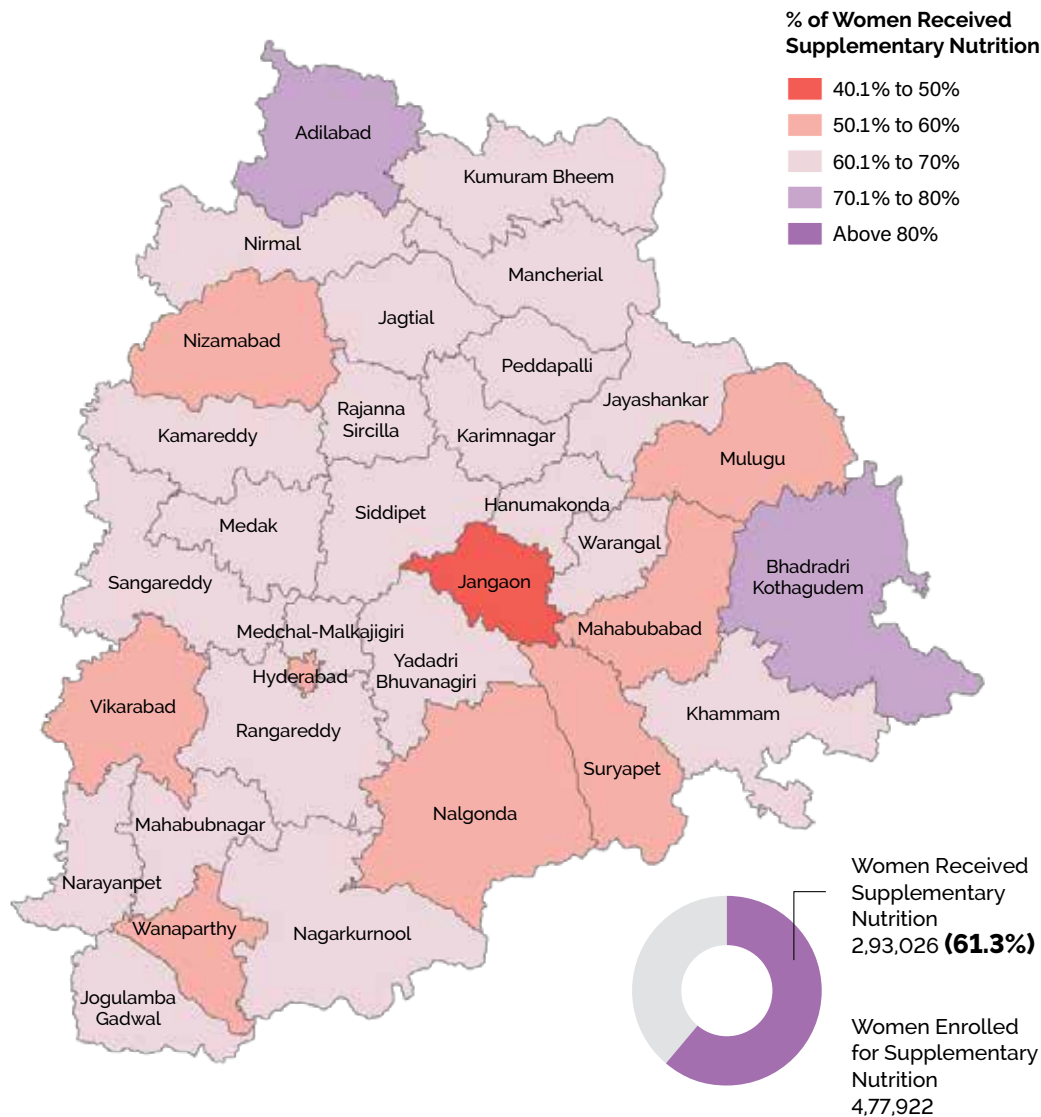 % of Women Received
Supplementary Nutrition
40.1% to 50%
50.1% to 60%
60.1% to 70%
70.1% to 80%
Above 80%
Adilabad
Kumuram Bheem
Nirmal
Mancherial
Jagtial
Nizamabad
Peddapalli
Jayashankar
Rajanna
Sircilla
Karimnagar
Kamareddy
Mulugu
Siddipet
Hanumakonda
Medak
Warangal
Bhadradri
Kothagudem
Sangareddy
Jangaon
Medchal-Malkajigiri
Mahabubabad
Yadadri
Bhuvanagiri
Hyderabad
Vikarabad
Rangareddy
Khammam
Suryapet
Nalgonda
Mahabubnagar
Narayanpet
Wanaparthy
Nagarkurnool
Jogulamba
Gadwal
Women Received
Supplementary
Nutrition
2,93,026 (61.3%)
Women Enrolled
for Supplementary
Nutrition
4,77,922